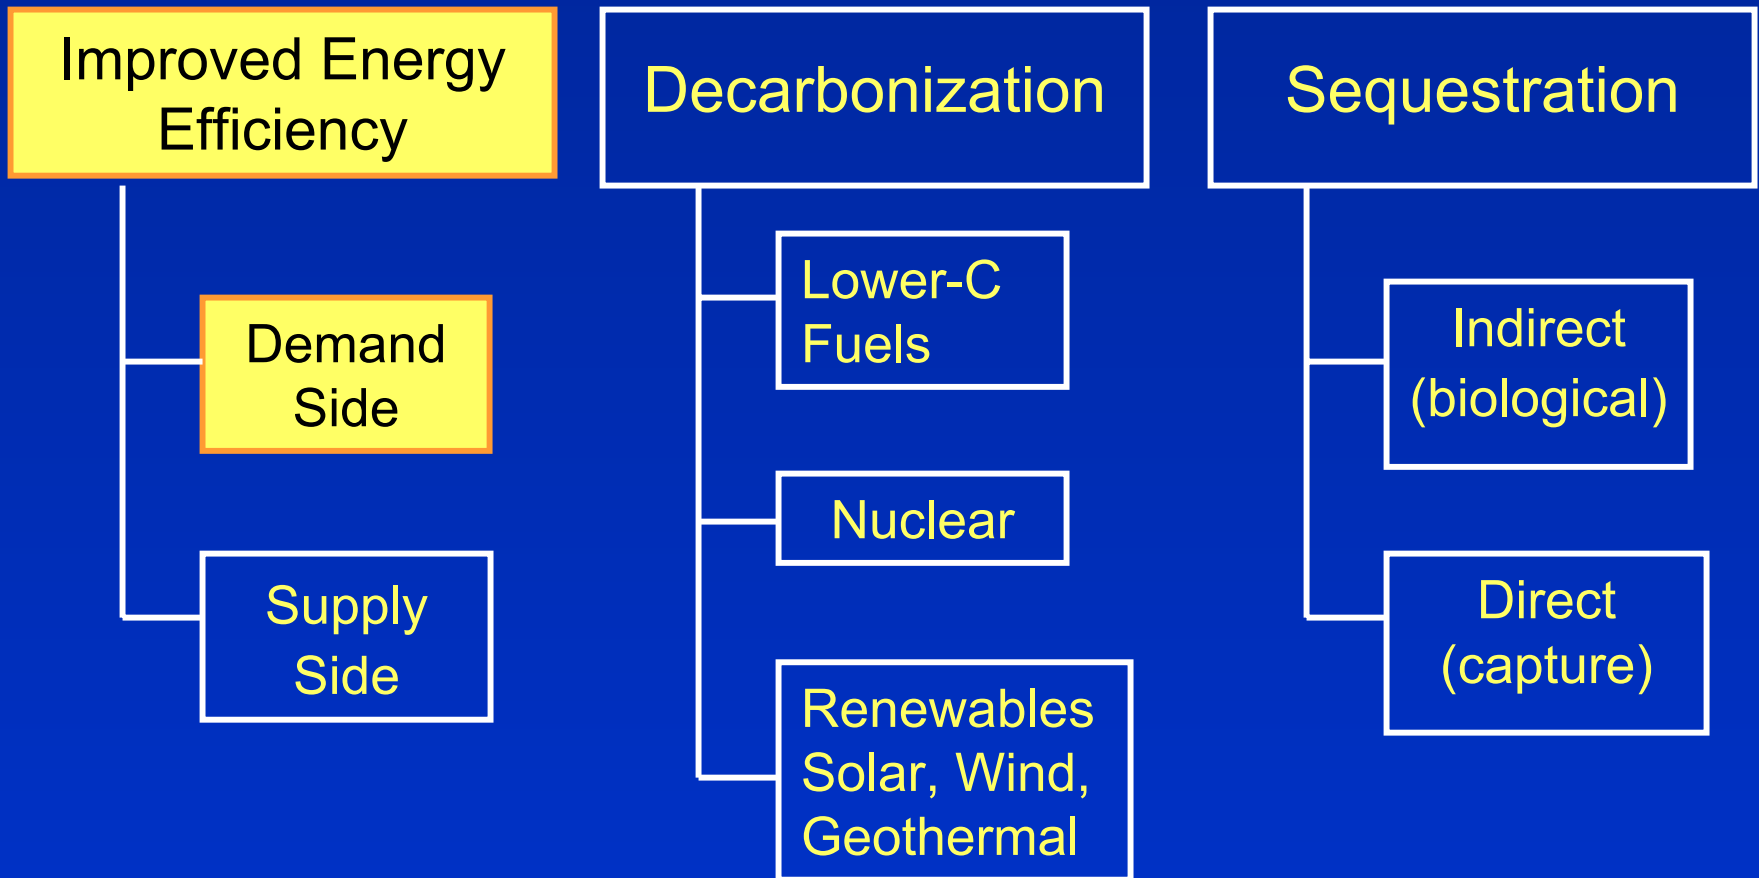 Improved Energy
Efficiency
Demand
Side
Supply
Side
Decarbonization
Lower-C
Fuels
Nuclear
Renewables
Solar, Wind,
Geothermal
Sequestration
Indirect
(biological)
Direct
(capture)